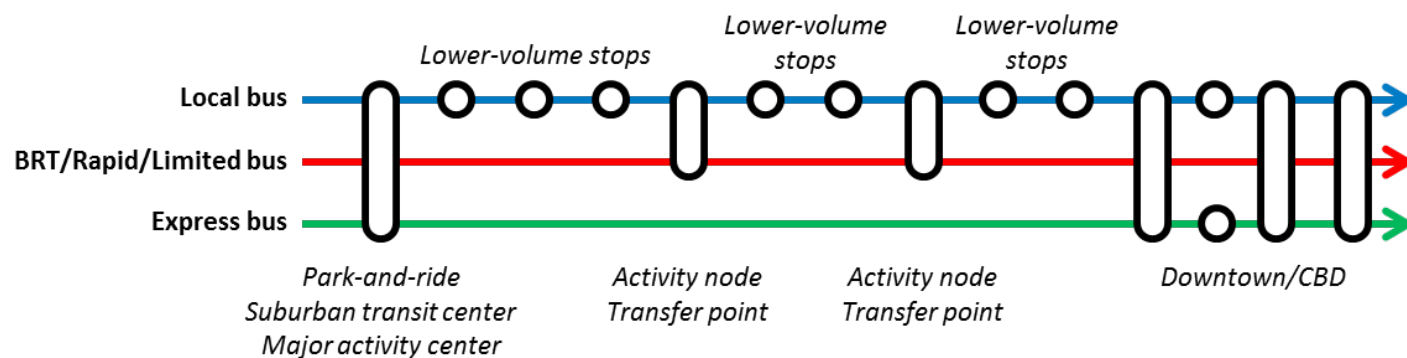 Lower-volume stops
Lower-volume
stops
Lower-volume
stops
Local bus
BRT/Rapid/Limited bus
Express bus
Park-and-ride
Suburban transit center
Major activity center
Activity node
Transfer point
Activity node
Transfer point
Downtown/CBD